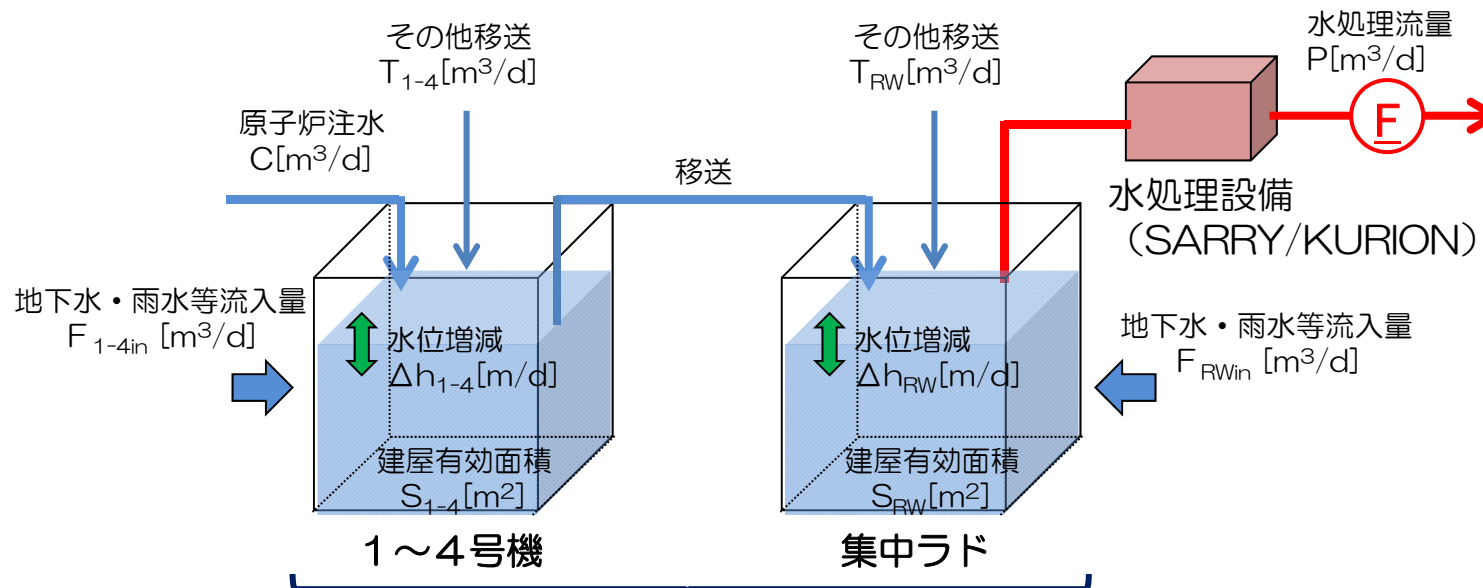 その他移送
T1-4[m³/d]
その他移送
TRW[m³/d]
水処理流量
P[m³/d]
原子炉注水
C[m³/d]
F
移送
水処理設備
(SARRY/KURION)
地下水・雨水等流入量
F 1-4in [m³/d]
水位増減
Δh1-4[m/d]
水位増減
ΔhRW[m/d]
地下水・雨水等流入量
F RWin [m³/d]
建屋有効面積
S1-4[m²]
建屋有効面積
SRW[m²]
1~4号機
集中ラド